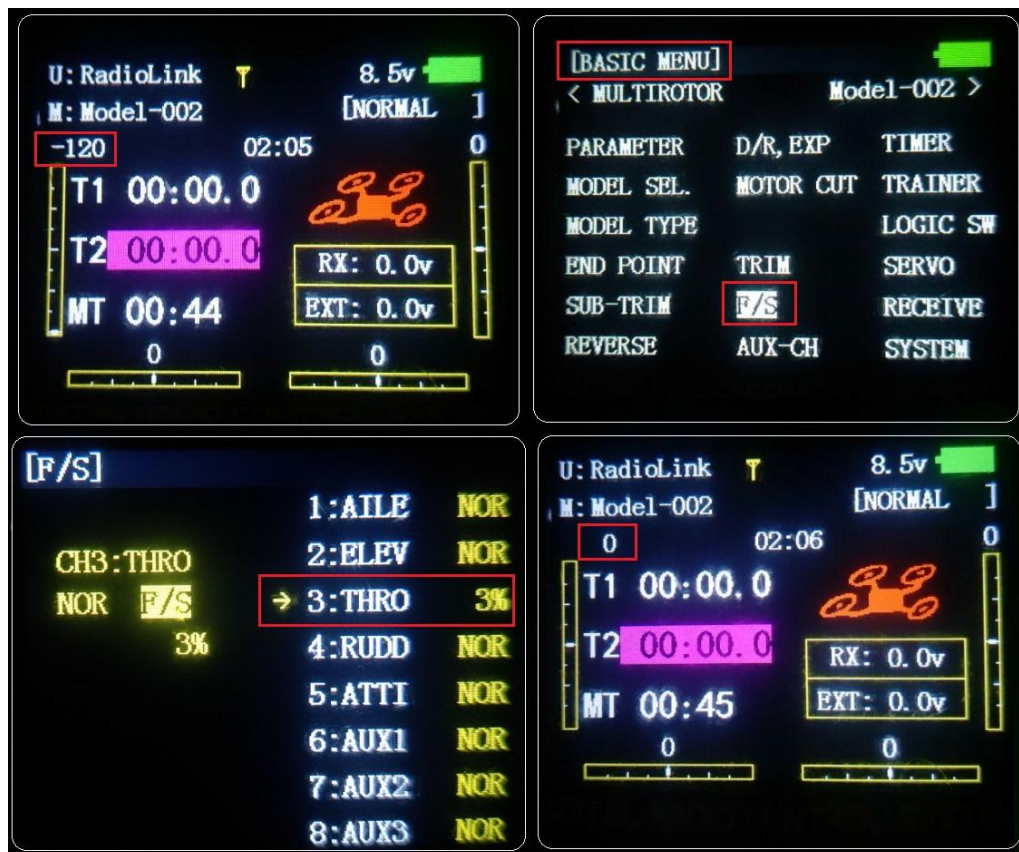 U: RadioLink 8.5v
M: Model-002 [NORMAL ]
-120 02:05 0
T1 00:00.0
T2 00:00.0
RX: 0.0v
MT 00:44
EXT: 0.0v
0 0
[BASIC MENU]
< MULTIROTOR Model-002 >
PARAMETER D/R,EXP TIMER
MODEL SEL. MOTOR CUT TRAINER
MODEL TYPE LOGIC SW
END POINT TRIM SERVO
SUB-TRIM F/S RECEIVE
REVERSE AUX-CH SYSTEM
[F/S]
CH3:THRO
NOR F/S
3%
1:AILE NOR
2:ELEV NOR
→ 3:THRO 3%
4:RUDD NOR
5:ATTI NOR
6:AUX1 NOR
7:AUX2 NOR
8:AUX3 NOR
U: RadioLink 8.5v
M: Model-002 [NORMAL ]
0 02:06 0
T1 00:00.0
T2 00:00.0
RX: 0.0v
MT 00:45
EXT: 0.0v
0 0